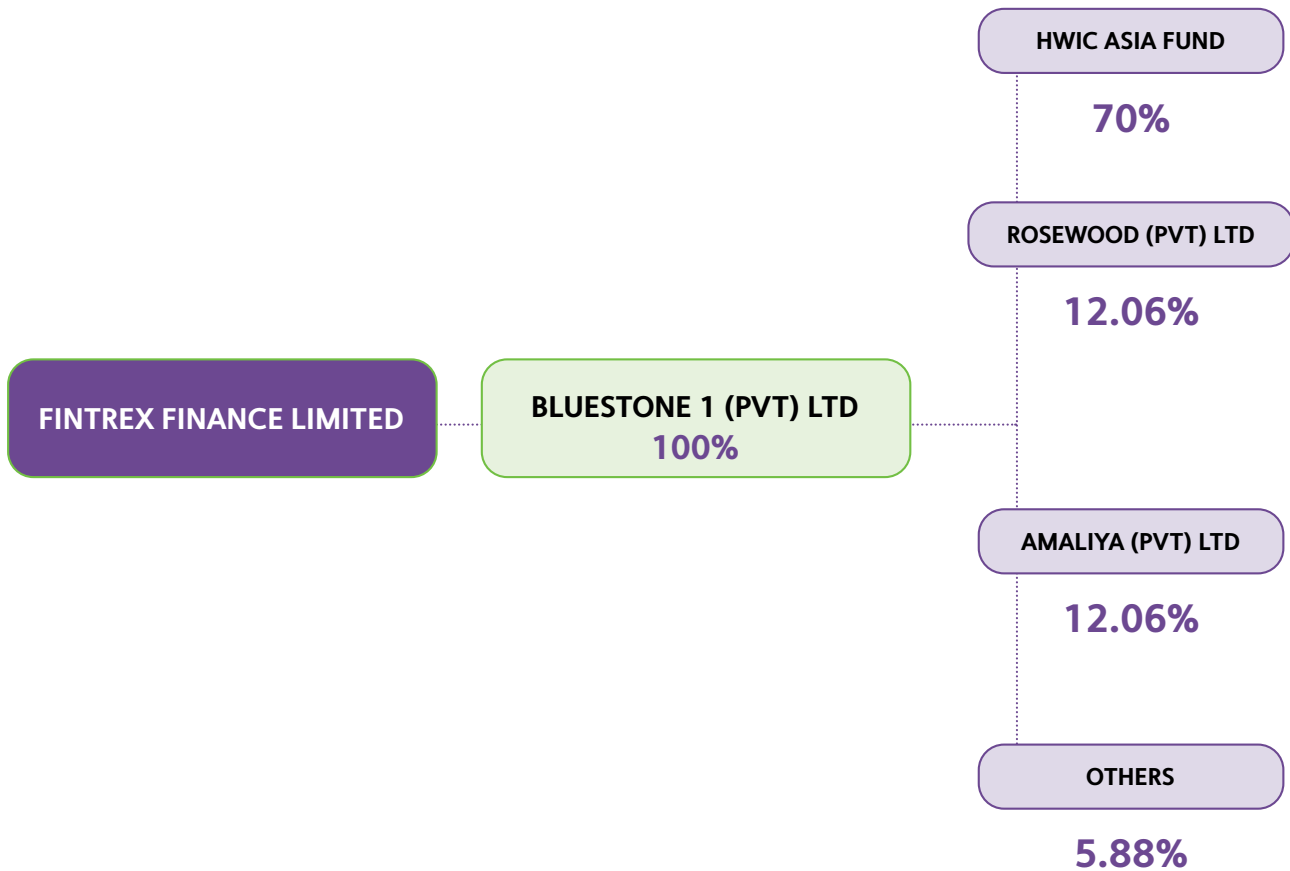 HWIC ASIA FUND
70%
ROSEWOOD (PVT) LTD
12.06%
FINTREX FINANCE LIMITED
BLUESTONE 1 (PVT) LTD
100%
AMALIYA (PVT) LTD
12.06%
OTHERS
5.88%